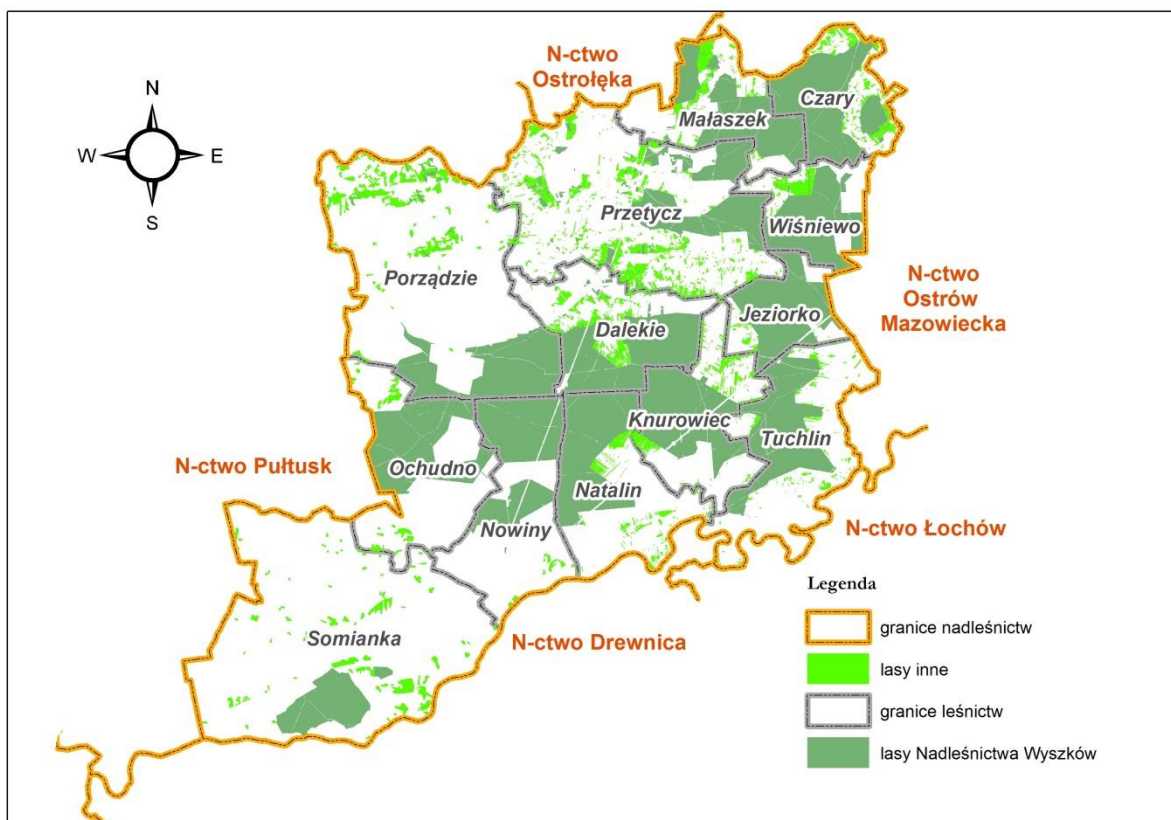 N-ctwo
Ostrołęka
N
W
E
S
Małaszek
Czary
Przetycz
Wiśniewo
Porządzie
N-ctwo
Ostrów
Mazowiecka
Jeziorko
Dalekie
Knurowiec
Tuchlin
N-ctwo Pułtusk
Ochudno
Natalin
Nowiny
N-ctwo Łochów
Somianka
N-ctwo Drewnica
Legenda
granice nadleśnictw
lasy inne
granice leśnictw
lasy Nadleśnictwa Wyszków